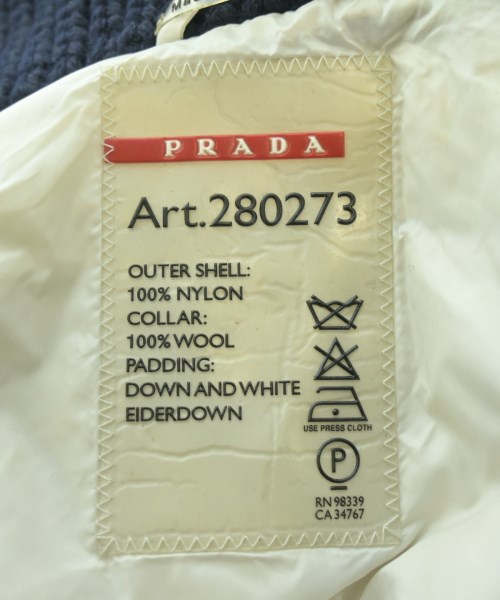 PRADA
Art.280273
OUTER SHELL:
100% NYLON
COLLAR:
100% WOOL
PADDING:
DOWN AND WHITE
EIDERDOWN
USE PRESS CLOTH
P
RN 98339
CA 34767